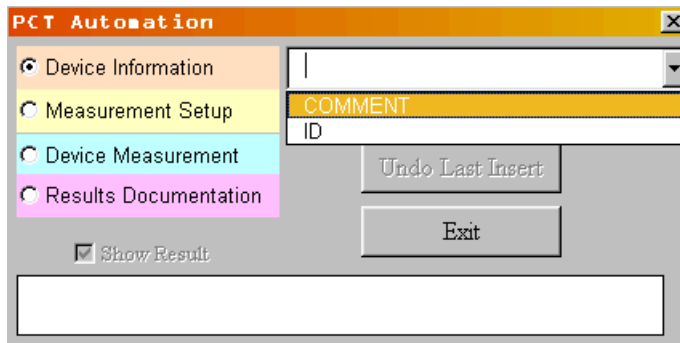 PCT Automation
Device Information
COMMENT
Measurement Setup
ID
Device Measurement
Undo Last Insert
Results Documentation
Exit
Show Result